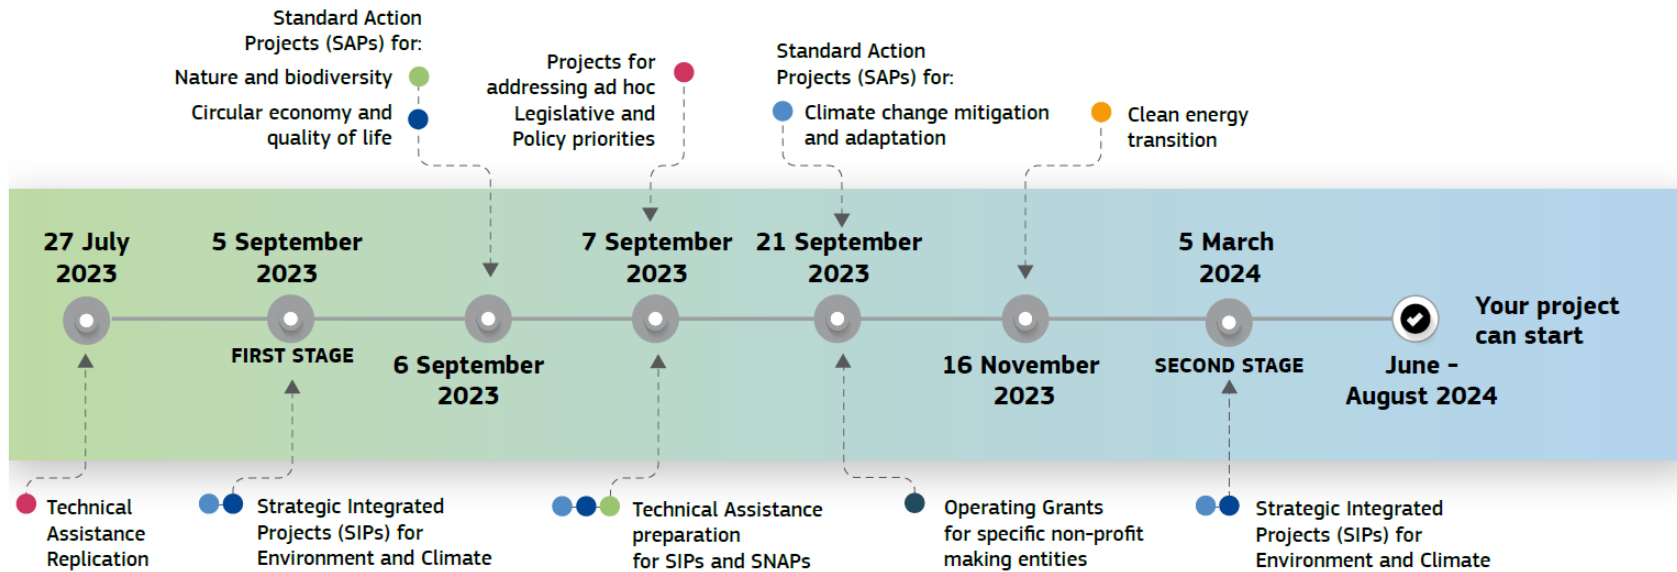 Standard Action
Projects (SAPs) for:
Nature and biodiversity
Circular economy and
quality of life
Projects for
addressing ad hoc
Legislative and
Policy priorities
Standard Action
Projects (SAPs) for:
Climate change mitigation
and adaptation
Clean energy
transition
27 July
2023
5 September
2023
FIRST STAGE
6 September
2023
7 September
2023
21 September
2023
16 November
2023
5 March
2024
SECOND STAGE
June -
August 2024
Your project
can start
Technical
Assistance
Replication
Strategic Integrated
Projects (SIPs) for
Environment and Climate
Technical Assistance
preparation
for SIPs and SNAPs
Operating Grants
for specific non-profit
making entities
Strategic Integrated
Projects (SIPs) for
Environment and Climate